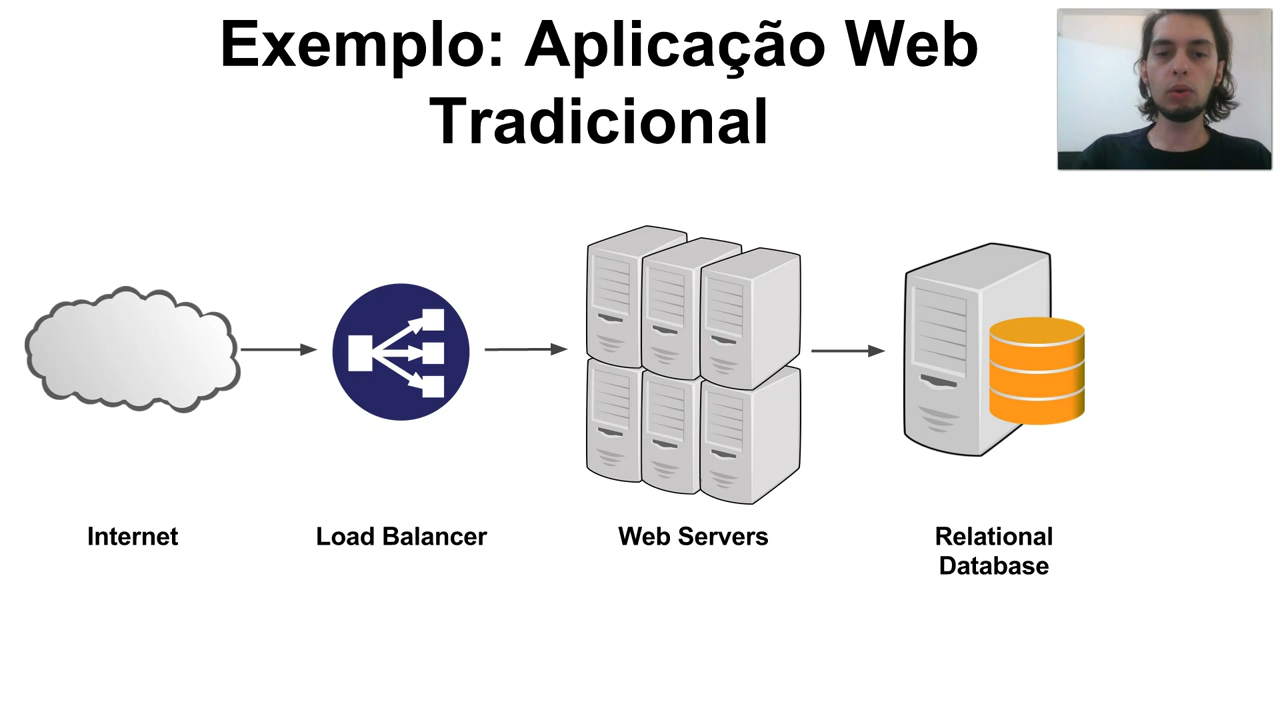 Exemplo: Aplicação Web
Tradicional
Internet
Load Balancer
Web Servers
Relational
Database